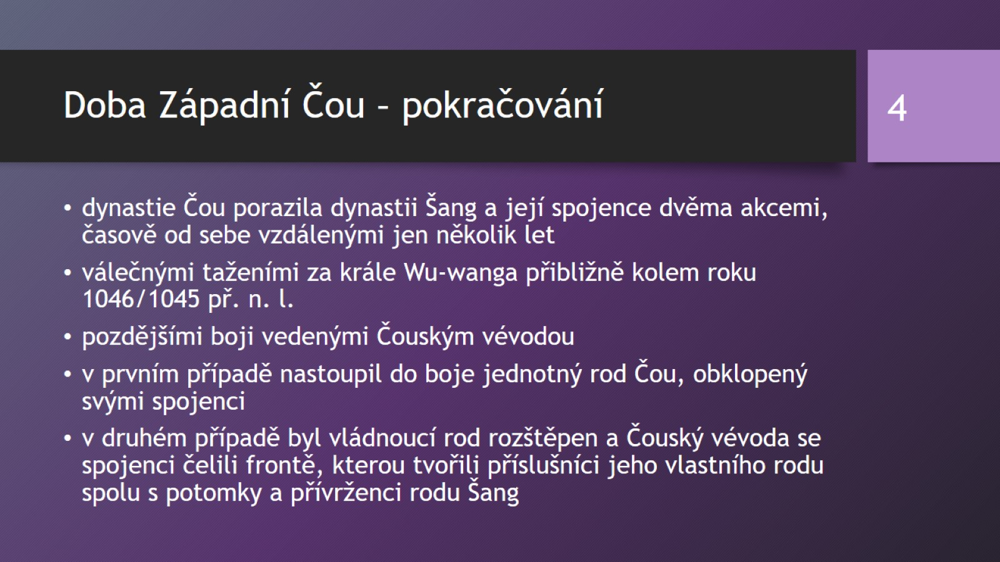 Doba Západní Čou – pokračování
4
• dynastie Čou porazila dynastii Šang a její spojence dvěma akcemi,
časově od sebe vzdálenými jen několik let
• válečnými taženími za krále Wu-wanga přibližně kolem roku
1046/1045 př. n. l.
• pozdějšími boji vedenými Čouským vévodou
• v prvním případě nastoupil do boje jednotný rod Čou, obklopený
svými spojenci
• v druhém případě byl vládnoucí rod rozštěpen a Čouský vévoda se
spojenci čelili frontě, kterou tvořili příslušníci jeho vlastního rodu
spolu s potomky a přívrženci rodu Šang